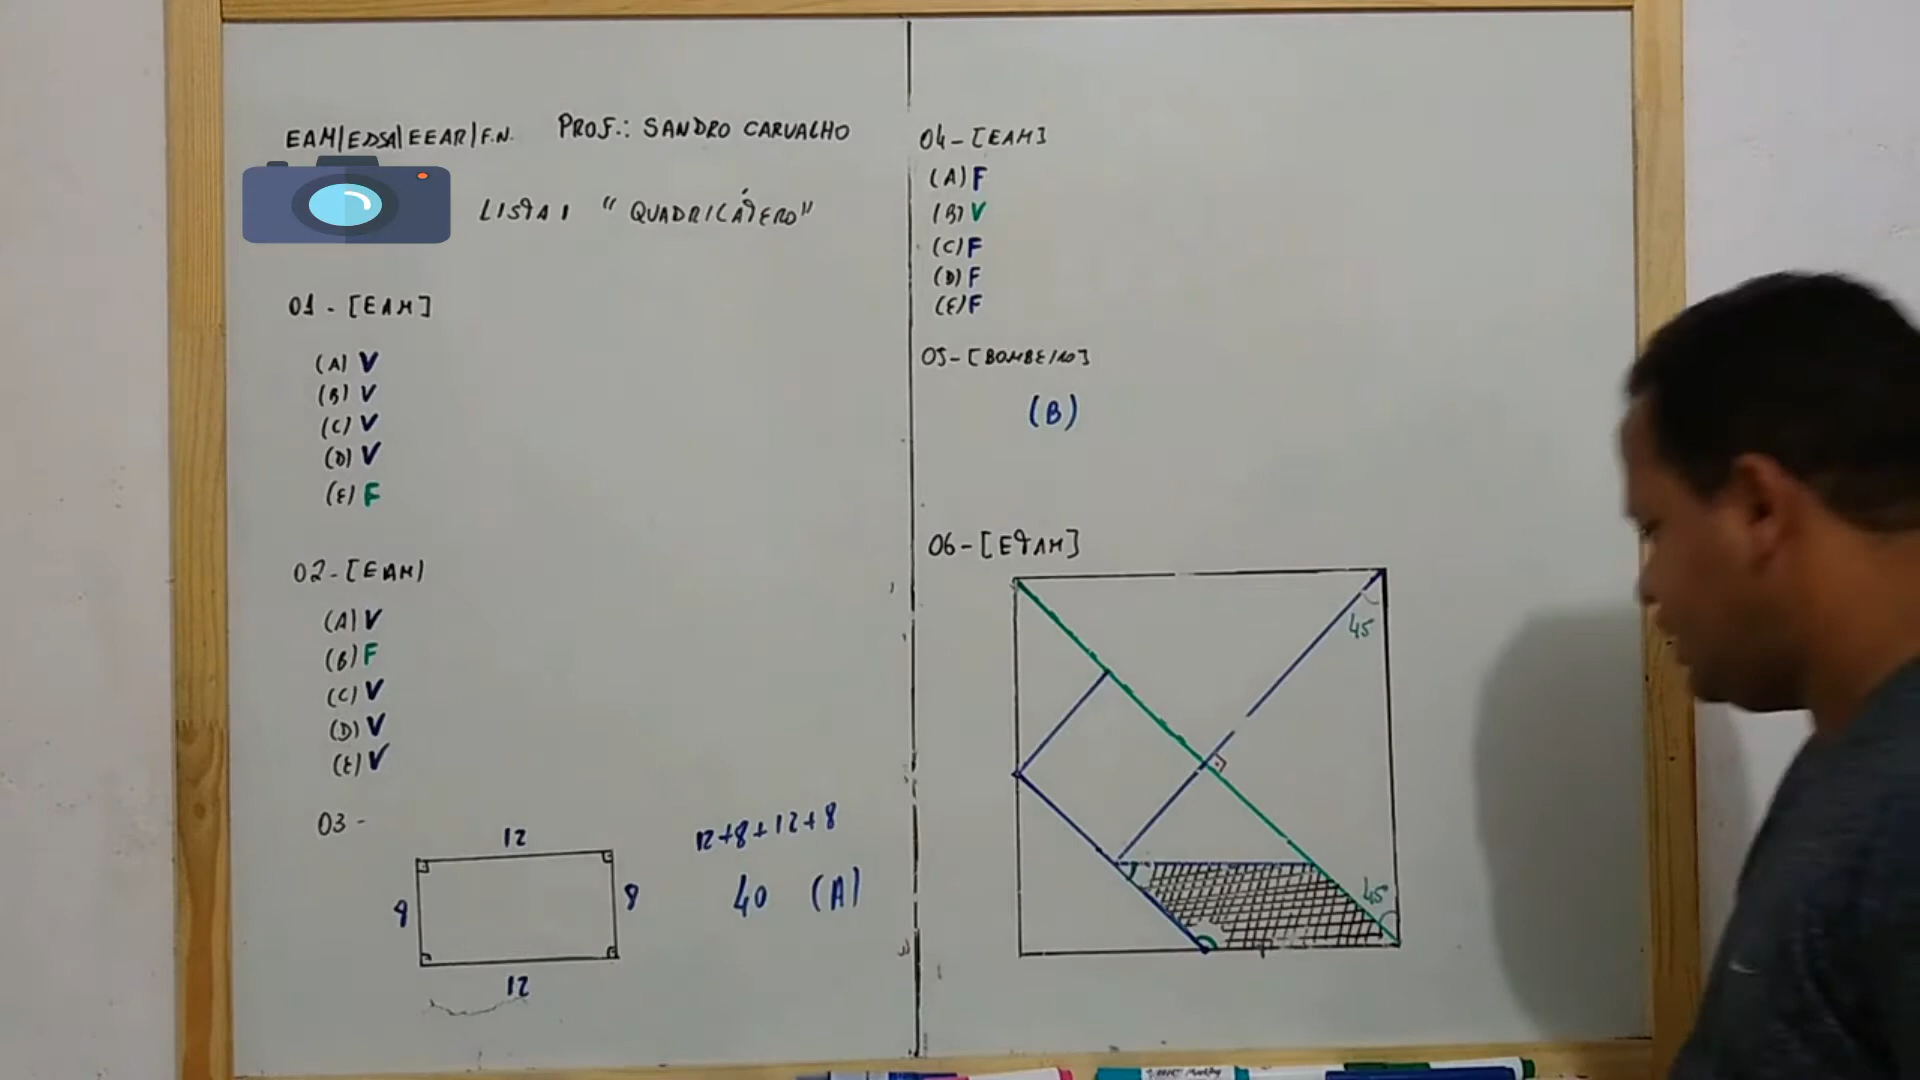 EAM/EDSA/EEAR/F.N. PROF.: SANDRO CARVALHO
LISTA 1 "QUADRILÁTERO"
01 - [EAM]
(A) V
(B) V
(C) V
(D) V
(E) F
02 - [EAM]
(A) V
(B) F
(C) V
(D) V
(E) V
03 -
12
8
8
12
12+8+12+8
40 (A)
04 - [EAM]
(A) F
(B) V
(C) F
(D) F
(E) F
05 - [BOMBEIRO]
(B)
06 - [ETAM]
45
45